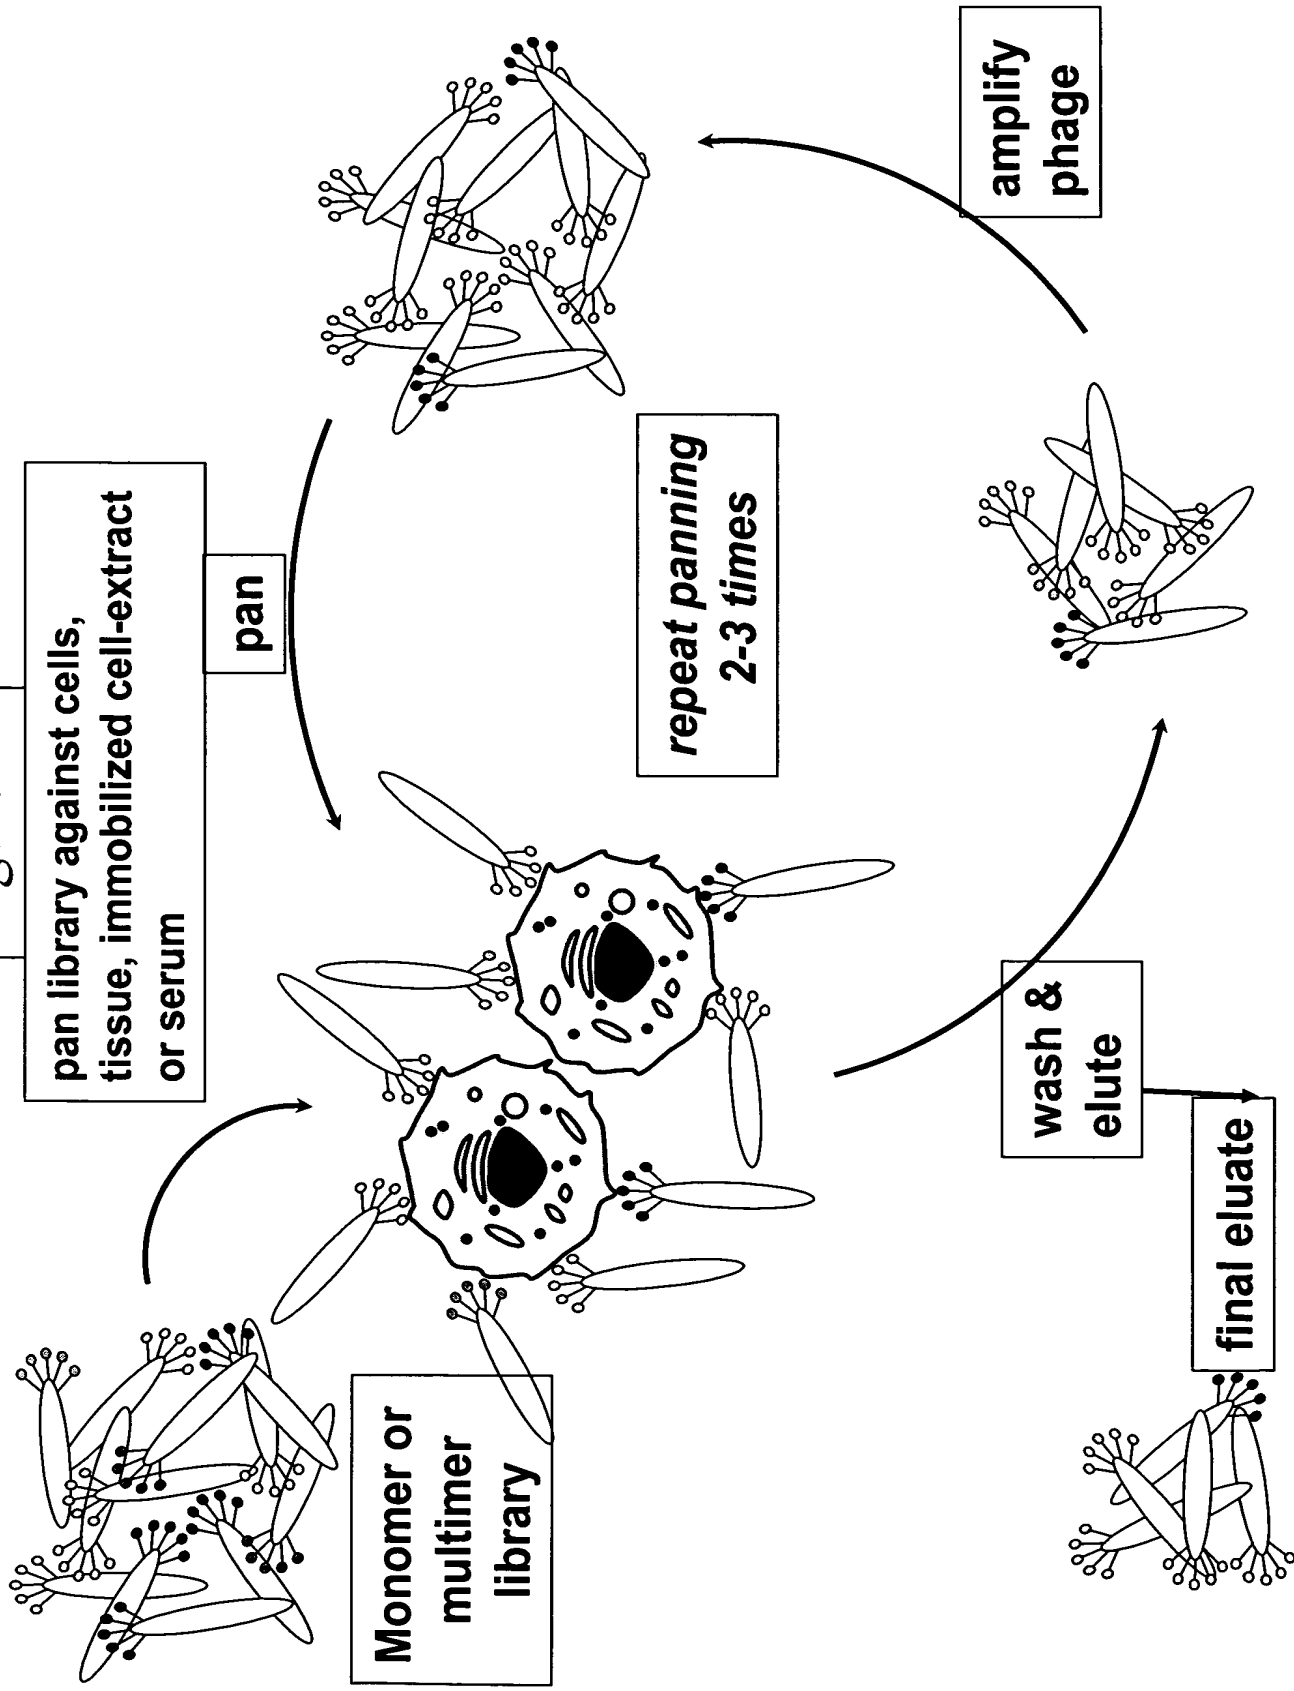 pan library against cells,
tissue, immobilized cell-extract
or serum
pan
Monomer or
multimer
library
repeat panning
2-3 times
amplify
phage
wash &
elute
final eluate